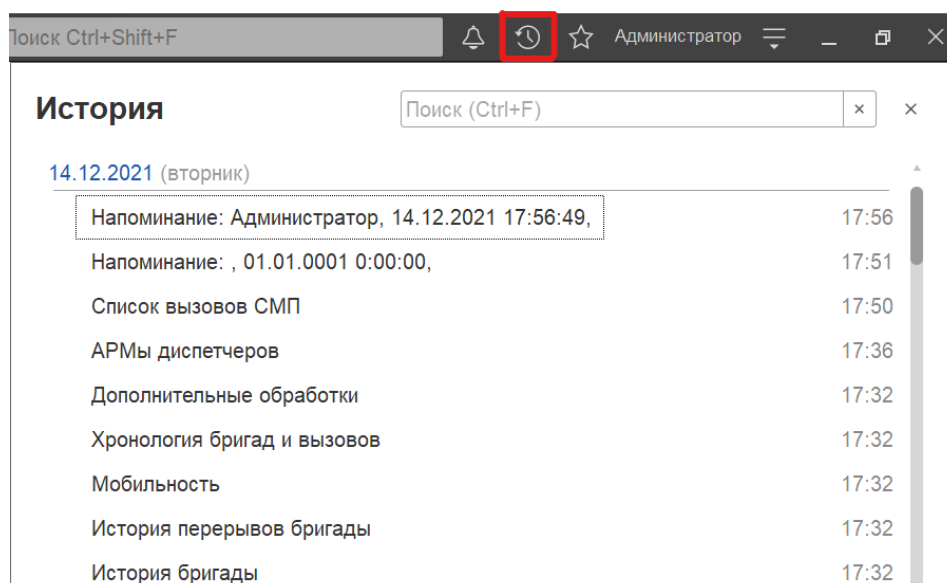 Поиск Ctrl+Shift+F Администратор
История Поиск (Ctrl+F)
14.12.2021 (вторник)
Напоминание: Администратор, 14.12.2021 17:56:49, 17:56
Напоминание: , 01.01.0001 0:00:00, 17:51
Список вызовов СМП 17:50
АРМы диспетчеров 17:36
Дополнительные обработки 17:32
Хронология бригад и вызовов 17:32
Мобильность 17:32
История перерывов бригады 17:32
История бригады 17:32